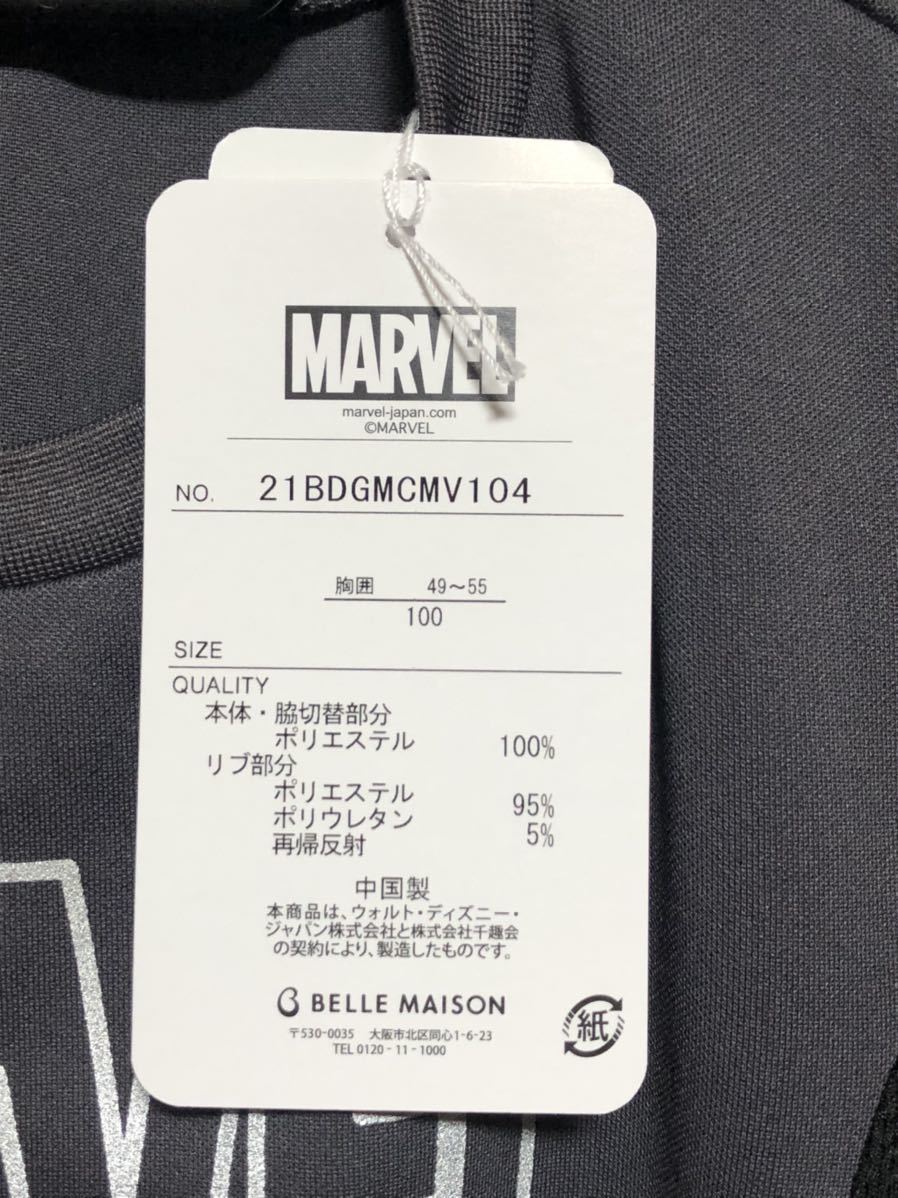 MARVEL
marvel-japan.com
©MARVEL
NO. 21BDGMCMV104
胸囲 49～55
100
SIZE
QUALITY
本体・脇切替部分
ポリエステル 100%
リブ部分
ポリエステル 95%
ポリウレタン 5%
再帰反射
中国製
本商品は、ウォルト・ディズニー・
ジャパン株式会社と株式会社千趣会
の契約により、製造したものです。
BELLE MAISON
〒530-0035 大阪市北区同心1-6-23
TEL 0120-11-1000
紙